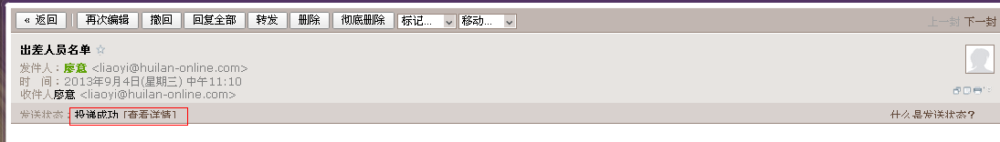 « 返回 再次编辑 撤回 回复全部 转发 删除 彻底删除 标记... 移动... 上一封 下一封
出差人员名单
发件人：廖意 <liaoyi@huilan-online.com>
时 间：2013年9月4日(星期三) 中午11:10
收件人廖意 <liaoyi@huilan-online.com>
发送状态：投递成功 [查看详情] 什么是发送状态？